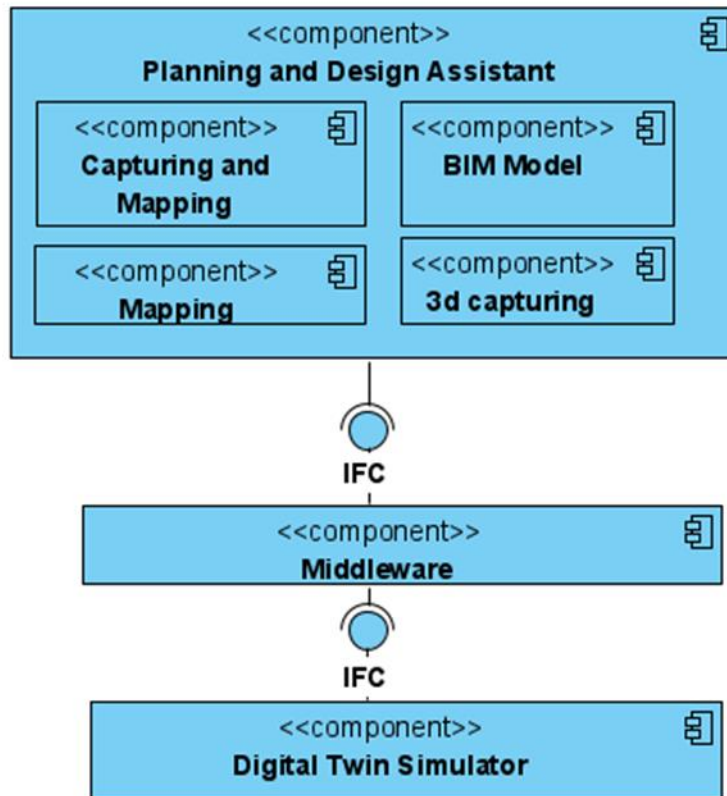 <<component>>
Planning and Design Assistant
<<component>>
Capturing and
Mapping
<<component>>
BIM Model
<<component>>
Mapping
<<component>>
3d capturing
IFC
<<component>>
Middleware
IFC
<<component>>
Digital Twin Simulator